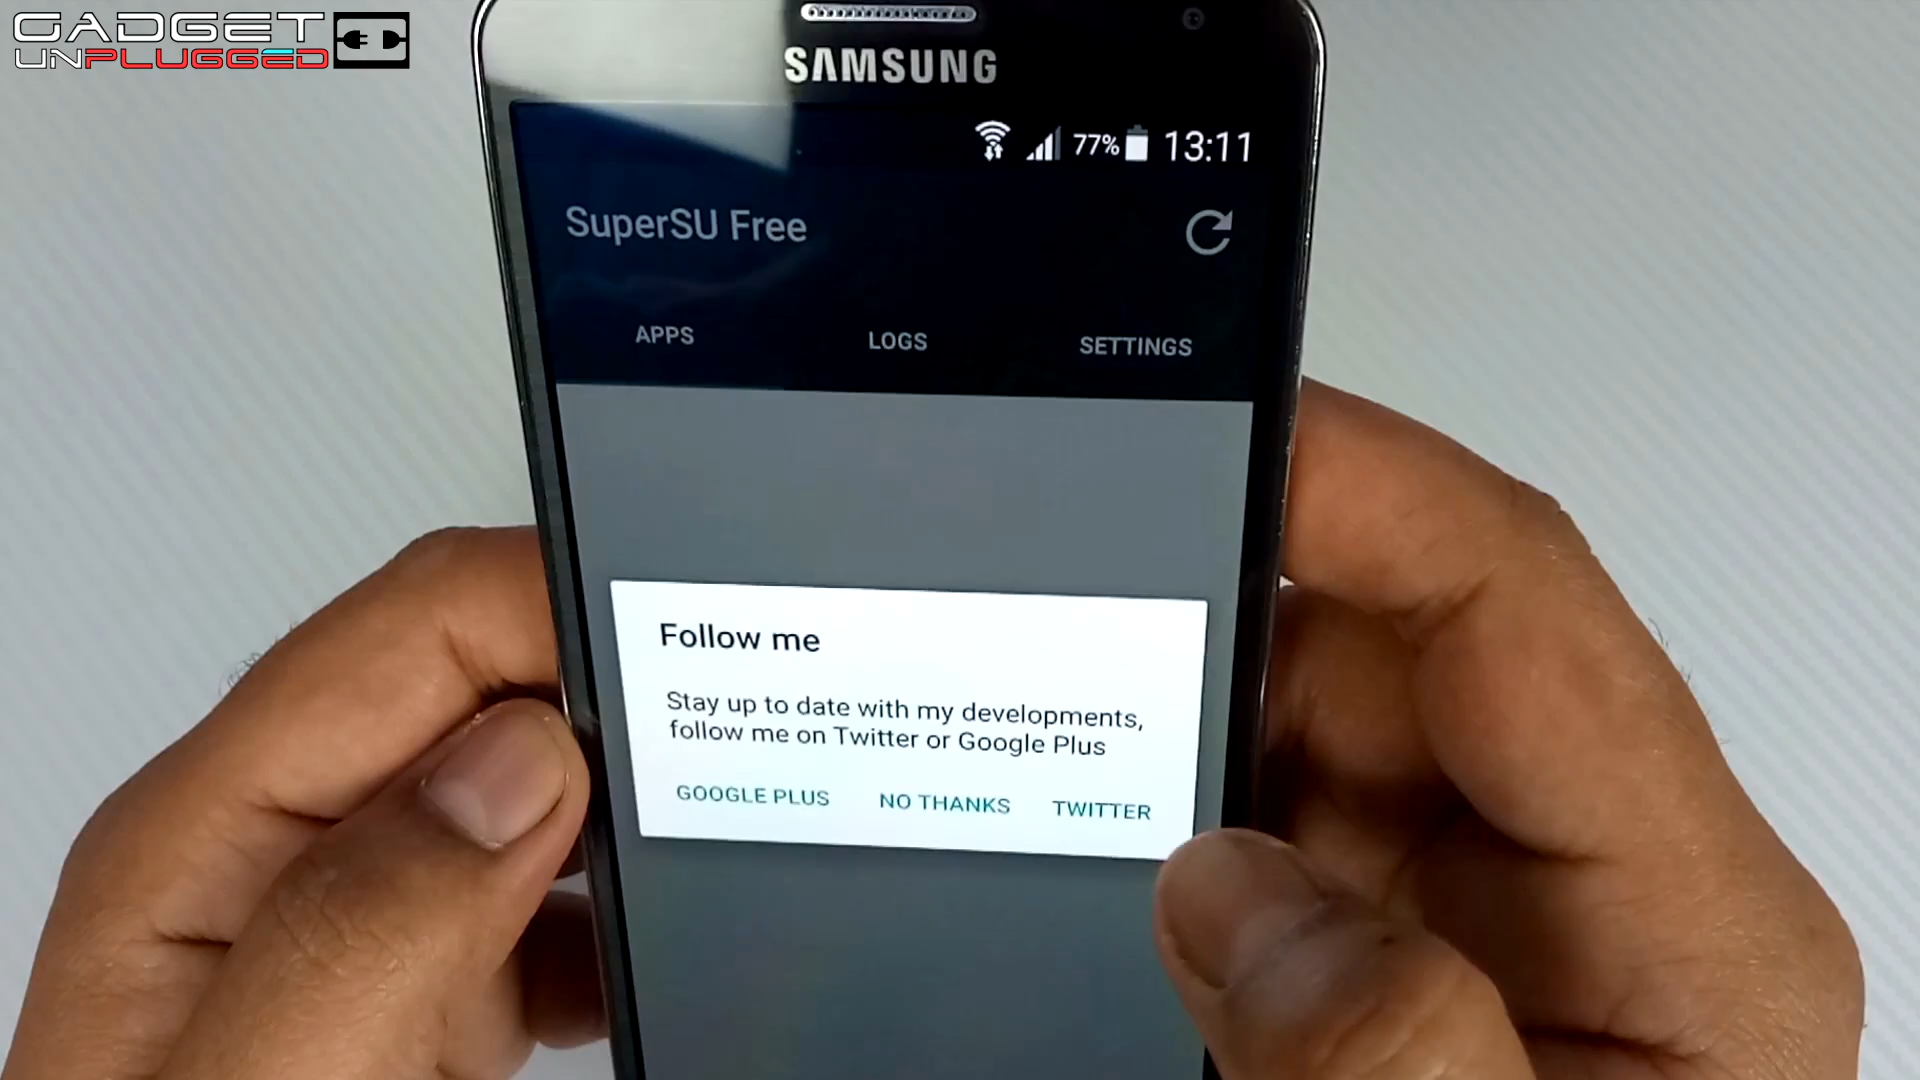 GADGET
UNPLUGGED
SAMSUNG
77% 13:11
SuperSU Free
APPS LOGS SETTINGS
Follow me
Stay up to date with my developments,
follow me on Twitter or Google Plus
GOOGLE PLUS NO THANKS TWITTER